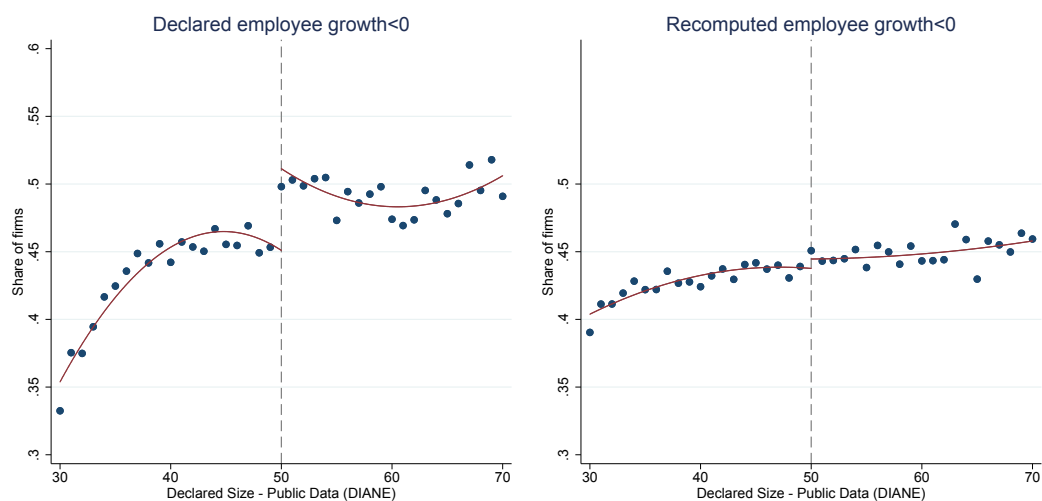 Declared employee growth<0
Share of firms
.3 .35 .4 .45 .5 .55 .6
30 40 50 60 70
Declared Size - Public Data (DIANE)
Recomputed employee growth<0
Share of firms
.3 .35 .4 .45 .5
30 40 50 60 70
Declared Size - Public Data (DIANE)